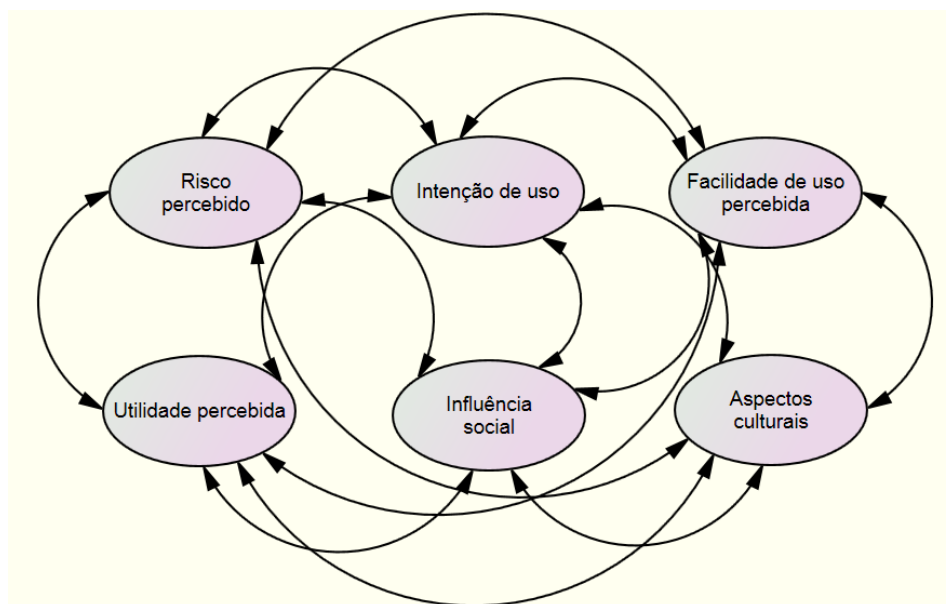 Risco
percebido
Intenção de uso
Facilidade de uso
percebida
Utilidade percebida
Influência
social
Aspectos
culturais